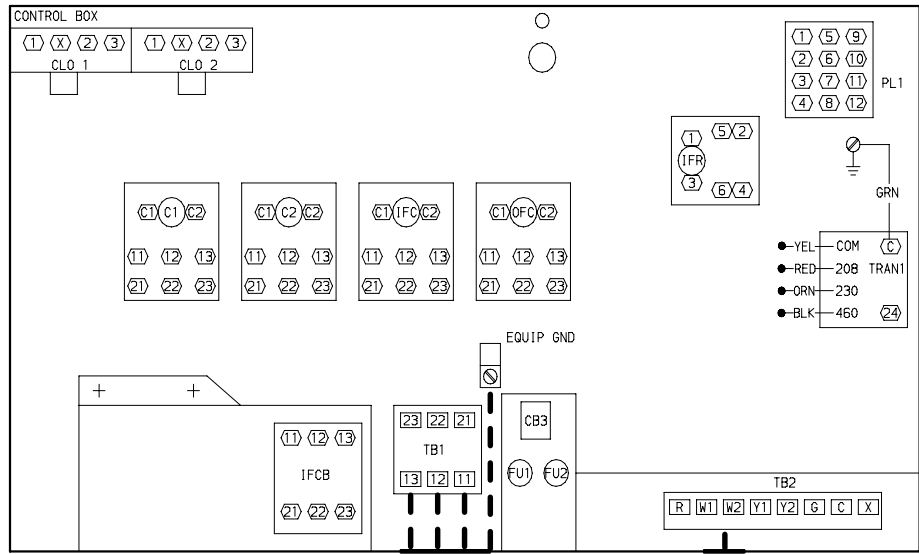 CONTROL BOX
1 X 2 3
CLO 1
1 X 2 3
CLO 2
1 5 9
2 6 10
3 7 11
4 8 12
PL1
1 5 2
IFR
3 6 4
GRN
C1 C1 C2
11 12 13
21 22 23
C1 C2 C2
11 12 13
21 22 23
C1 IFC C2
11 12 13
21 22 23
C1 OFC C2
11 12 13
21 22 23
YEL COM C
RED 208 TRAN1
ORN 230
BLK 460 24
EQUIP GND
11 12 13
IFCB
21 22 23
23 22 21
TB1
13 12 11
CB3
FU1 FU2
TB2
R W1 W2 Y1 Y2 G C X